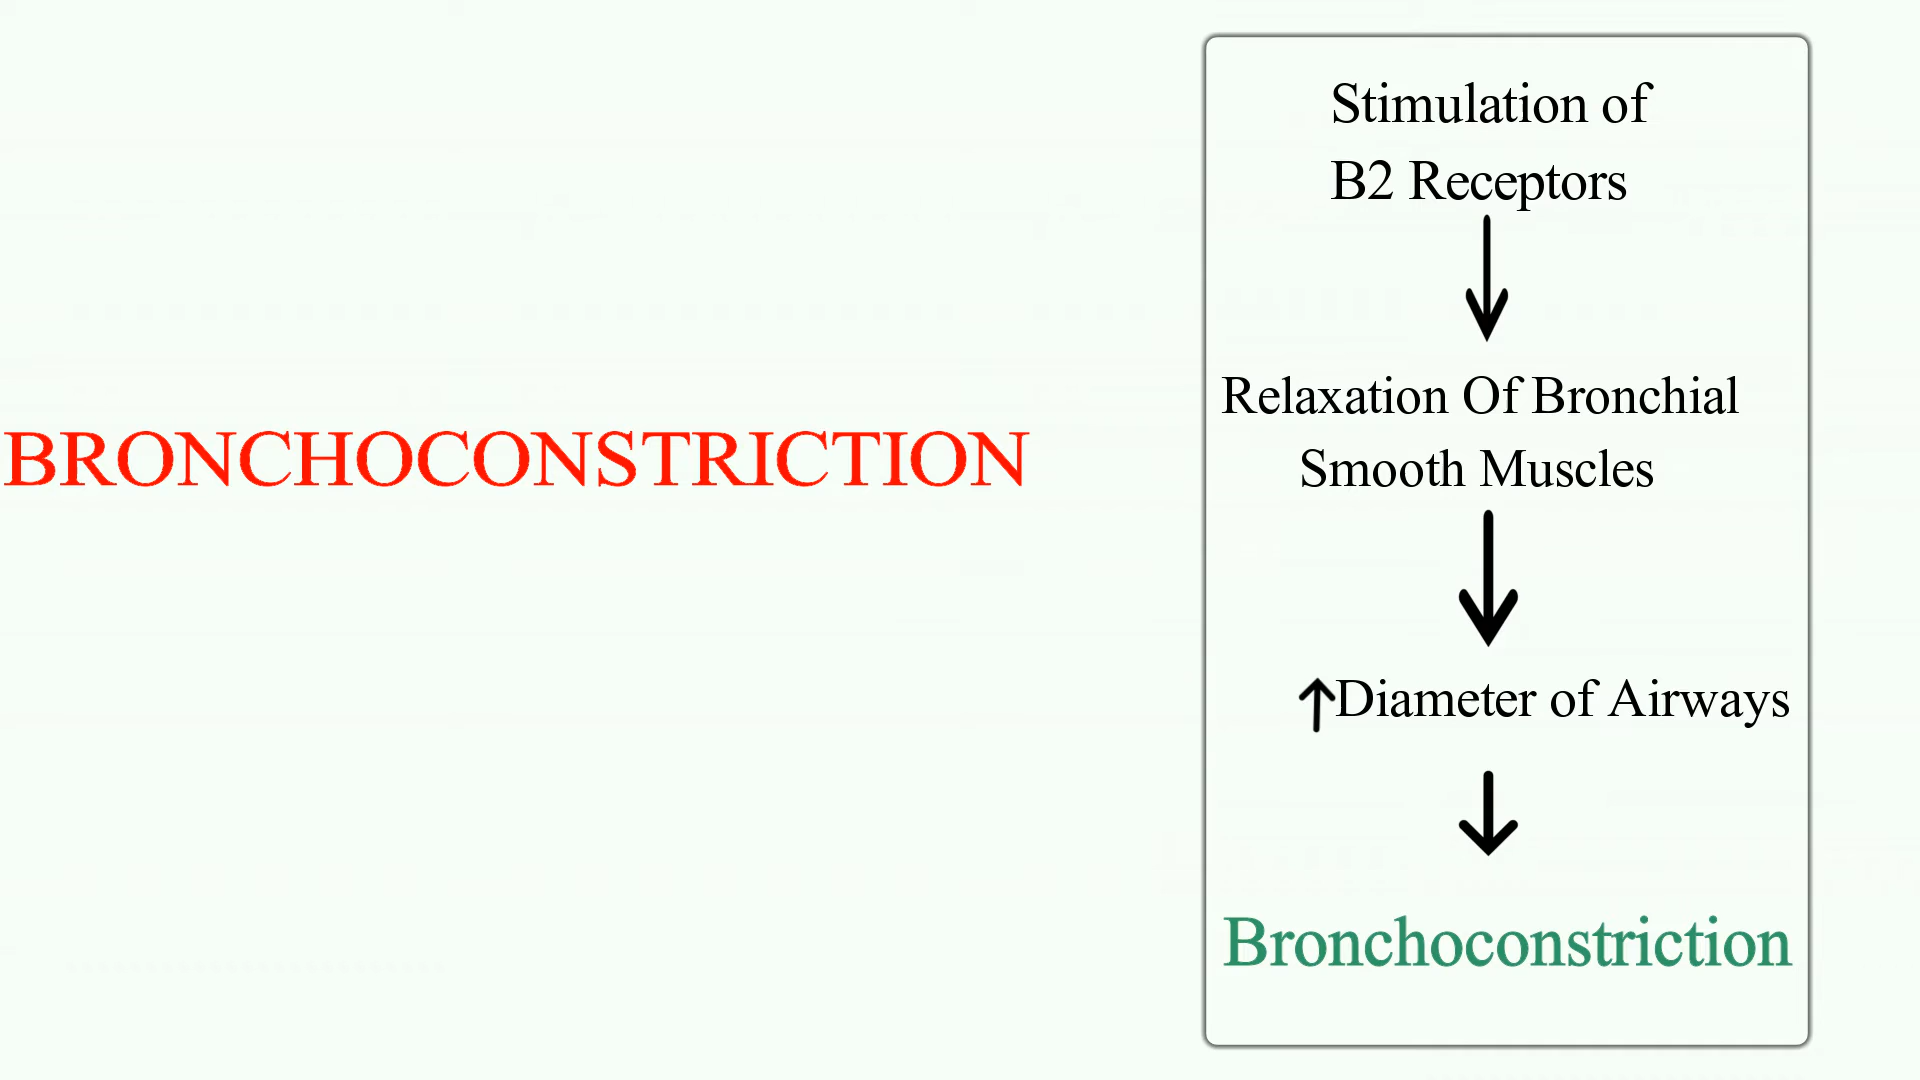 BRONCHOCONSTRICTION
Stimulation of
B2 Receptors
Relaxation Of Bronchial
Smooth Muscles
↑Diameter of Airways
Bronchoconstriction